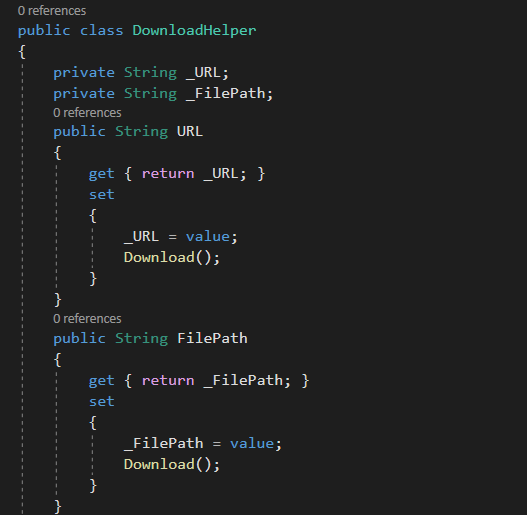 0 references
public class DownloadHelper
{
private String _URL;
private String _FilePath;
0 references
public String URL
{
get { return _URL; }
set
{
_URL = value;
Download();
}
}
0 references
public String FilePath
{
get { return _FilePath; }
set
{
_FilePath = value;
Download();
}
}